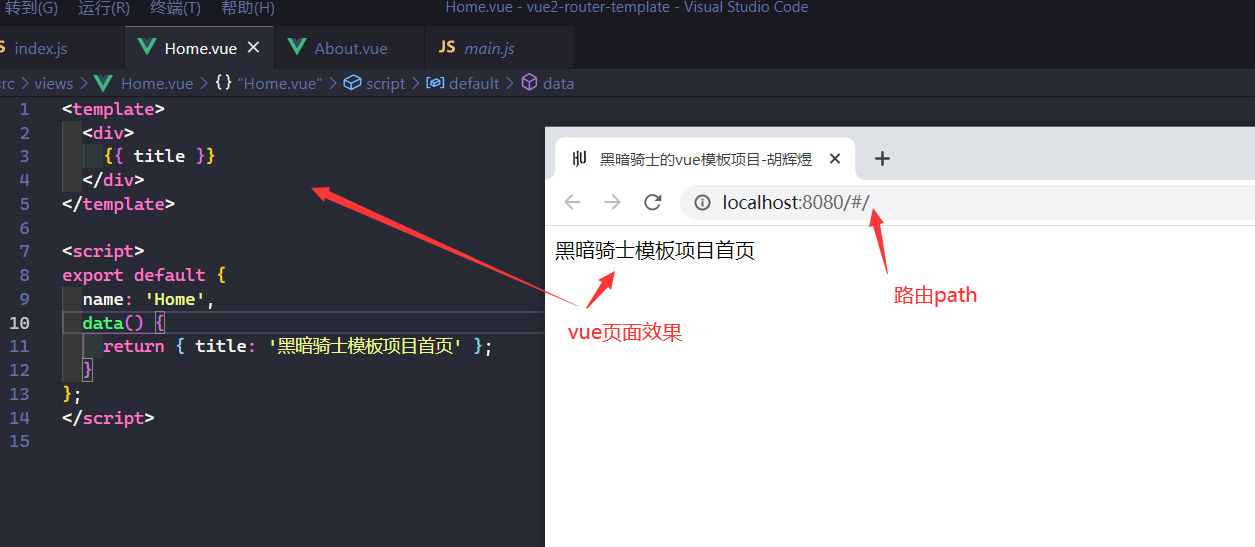 转到(G) 运行(R) 终端(T) 帮助(H) Home.vue - vue2-router-template - Visual Studio Code
index.js Home.vue × About.vue JS main.js
src > views > Home.vue > {} "Home.vue" > script > default > data
1 <template>
2 <div>
3 {{ title }}
4 </div>
5 </template>
6
7 <script>
8 export default {
9 name: 'Home',
10 data() {
11 return { title: '黑暗骑士模板项目首页' };
12 }
13 };
14 </script>
15
黑暗骑士的vue模板项目-胡辉煜 × +
localhost:8080/#/
黑暗骑士模板项目首页
路由path
vue页面效果